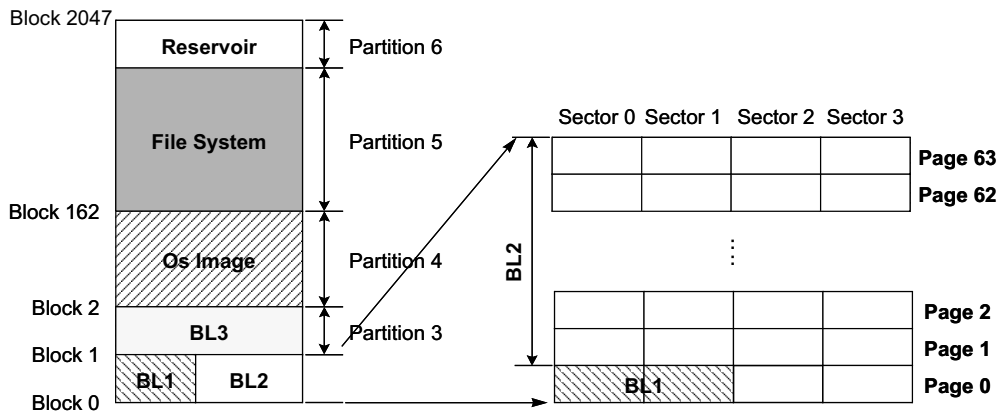 Block 2047
Reservoir
Partition 6
File System
Partition 5
Block 162
Os Image
Partition 4
Block 2
BL3
Partition 3
Block 1
BL1
BL2
Block 0
Sector 0 Sector 1 Sector 2 Sector 3
Page 63
Page 62
BL2
⋮
Page 2
Page 1
BL1
Page 0